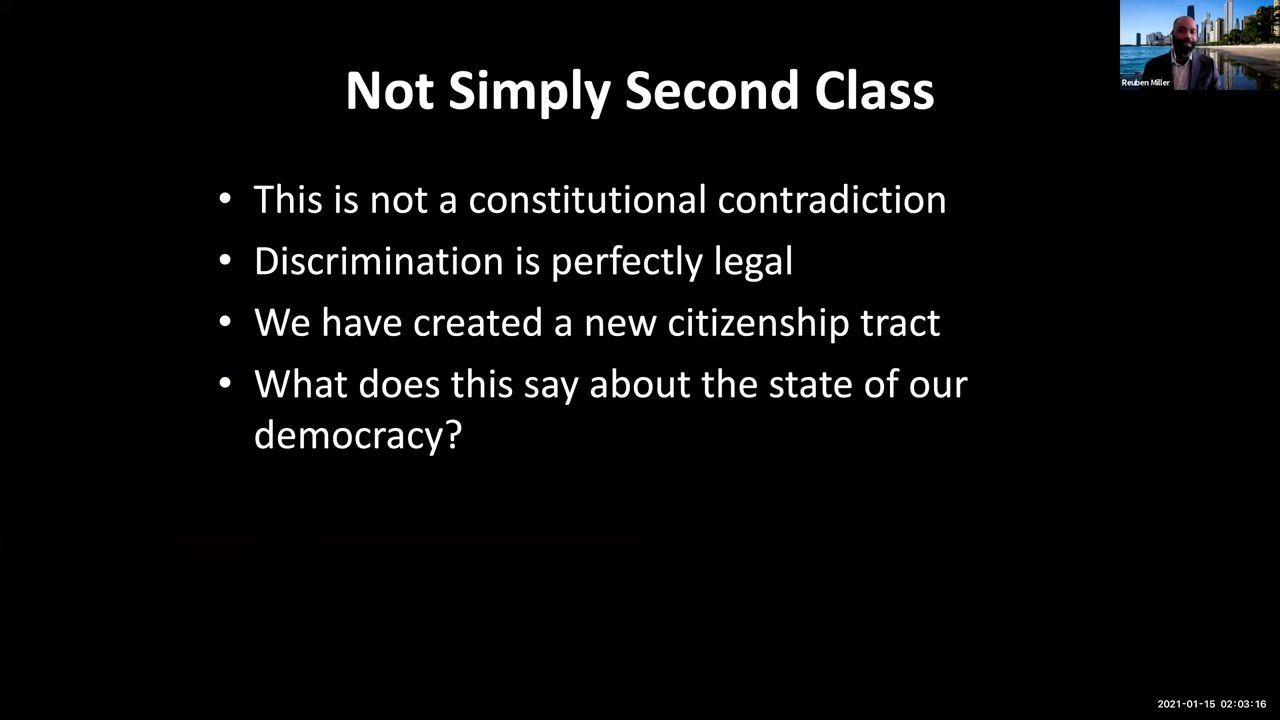 Reuben Miller
Not Simply Second Class
• This is not a constitutional contradiction
• Discrimination is perfectly legal
• We have created a new citizenship tract
• What does this say about the state of our
democracy?
2021-01-15 02:03:16